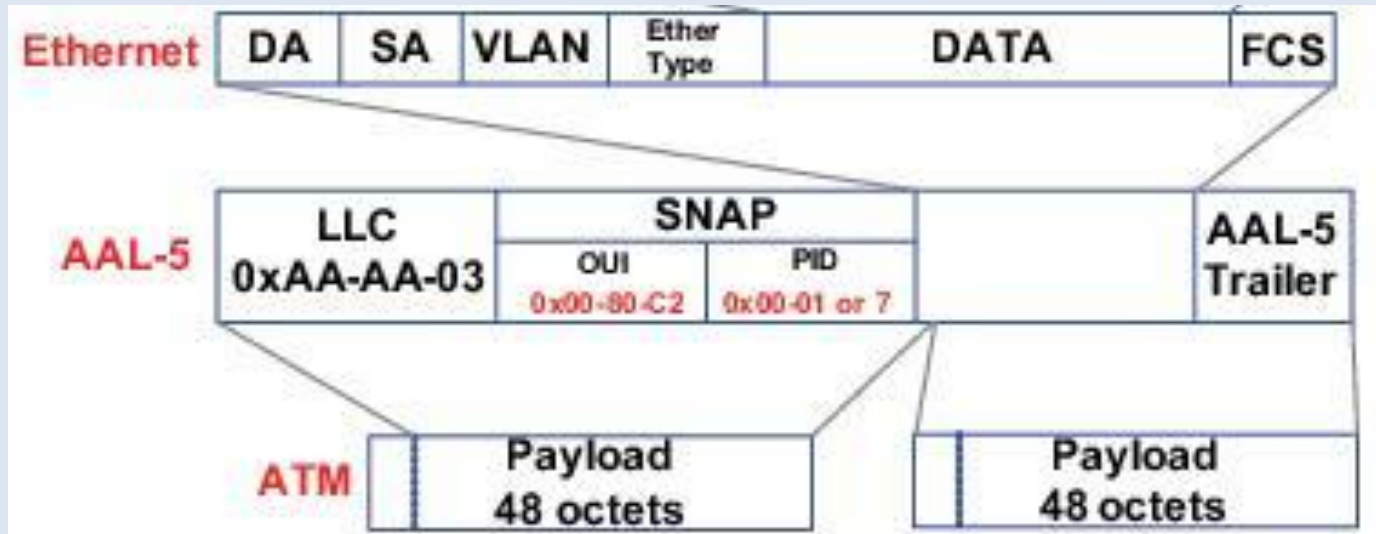 Ethernet DA SA VLAN Ether Type DATA FCS
AAL-5 LLC 0xAA-AA-03 SNAP AAL-5 Trailer
OUI PID
0x00-80-C2 0x00-01 or 7
ATM Payload 48 octets Payload 48 octets